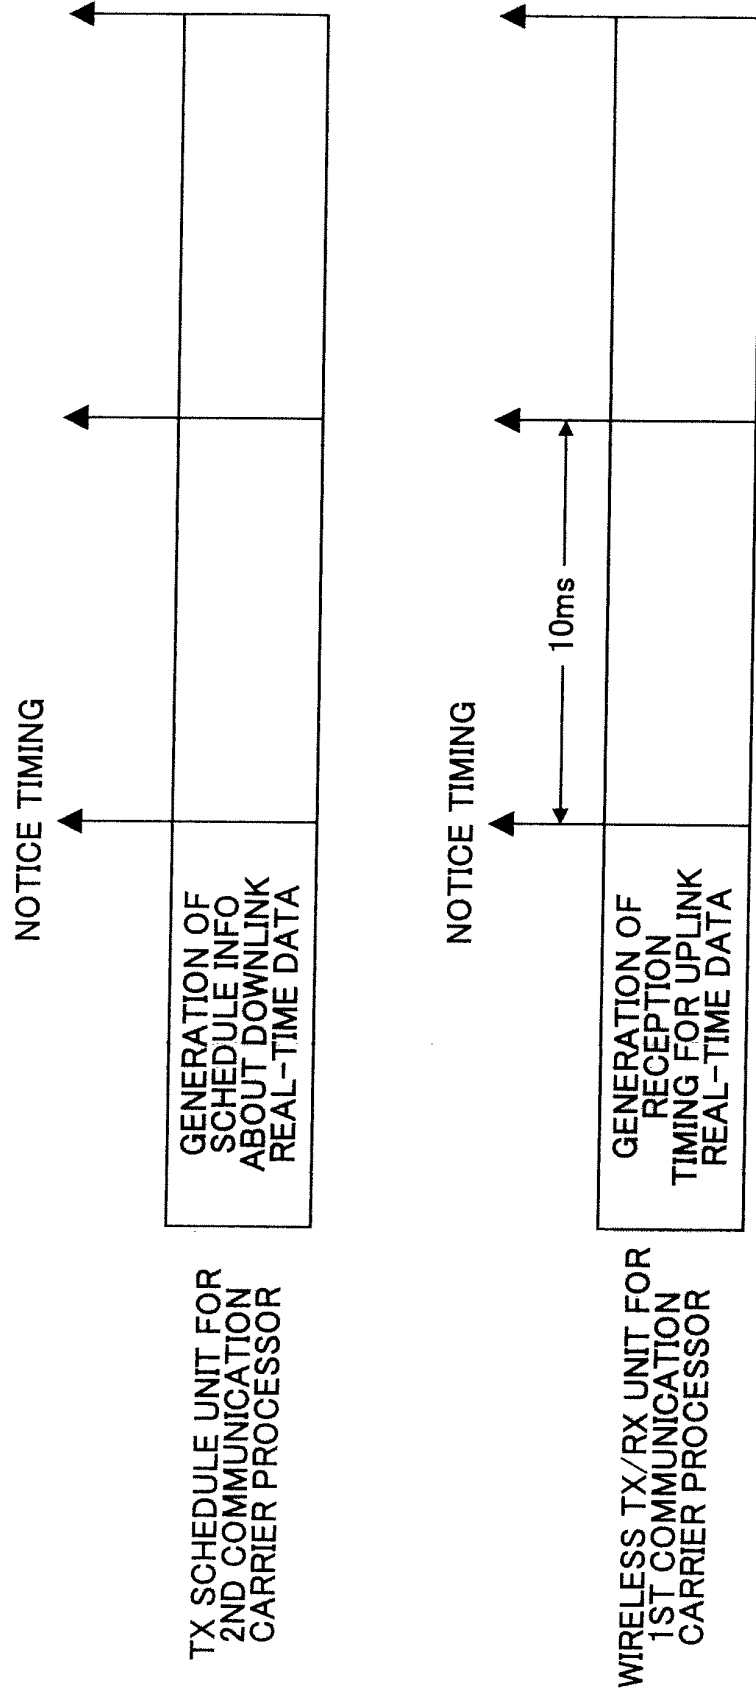 NOTICE TIMING
TX SCHEDULE UNIT FOR
2ND COMMUNICATION
CARRIER PROCESSOR
GENERATION OF
SCHEDULE INFO
ABOUT DOWNLINK
REAL-TIME DATA
NOTICE TIMING
10ms
WIRELESS TX/RX UNIT FOR
1ST COMMUNICATION
CARRIER PROCESSOR
GENERATION OF
RECEPTION
TIMING FOR UPLINK
REAL-TIME DATA